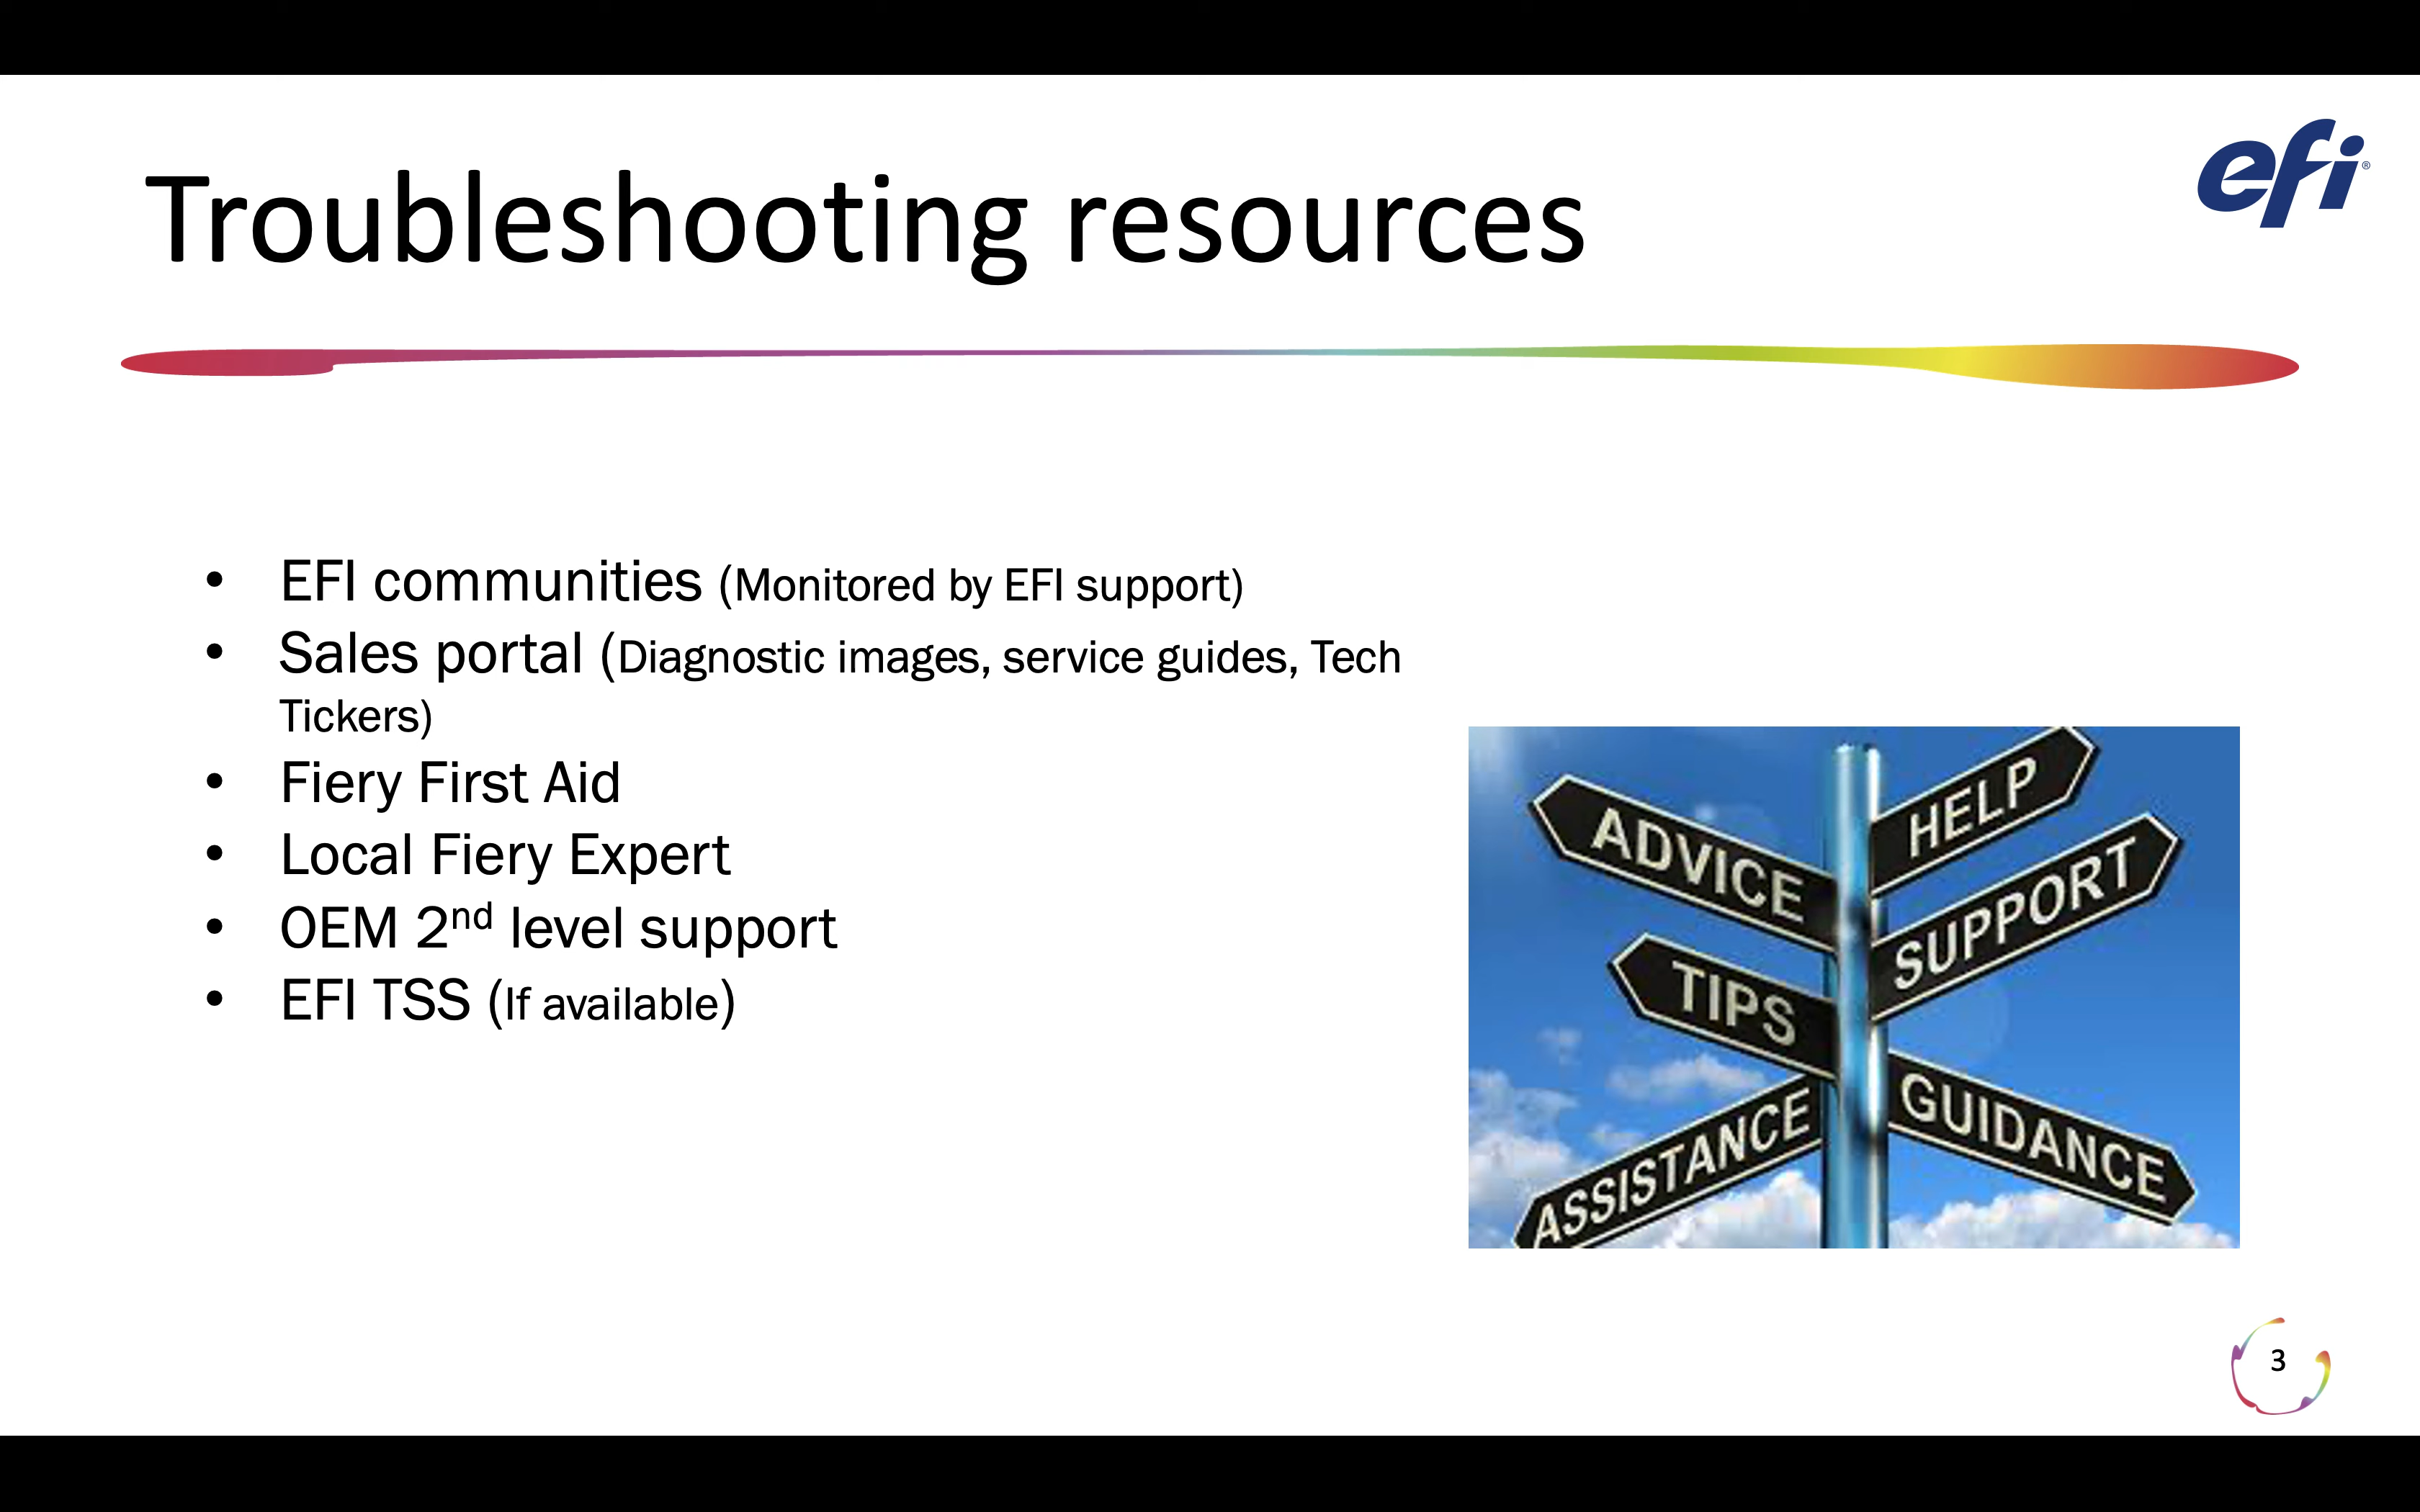 efi®
Troubleshooting resources
• EFI communities (Monitored by EFI support)
• Sales portal (Diagnostic images, service guides, Tech
Tickers)
• Fiery First Aid
• Local Fiery Expert
• OEM 2nd level support
• EFI TSS (If available)
HELP
ADVICE
SUPPORT
TIPS
GUIDANCE
ASSISTANCE
3